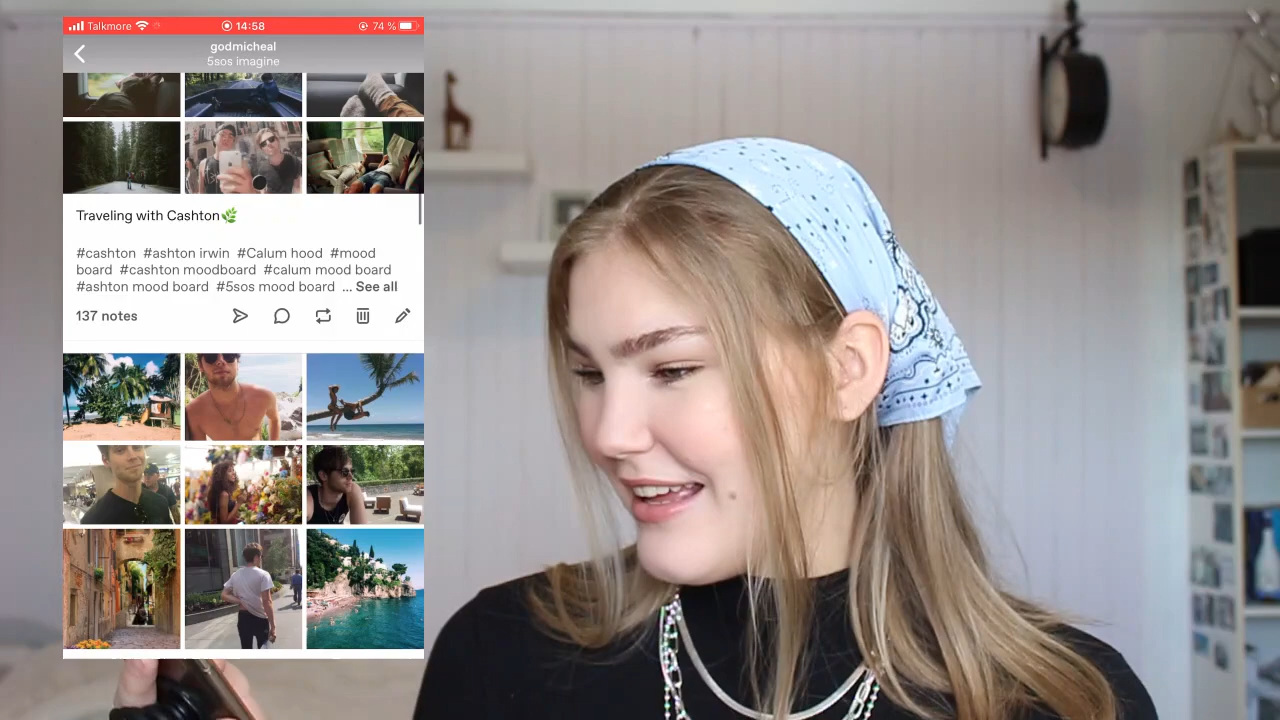 Talkmore 14:58 74 %
godmicheal
5sos imagine
Traveling with Cashton🌿
#cashton #ashton irwin #Calum hood #mood
board #cashton moodboard #calum mood board
#ashton mood board #5sos mood board ... See all
137 notes